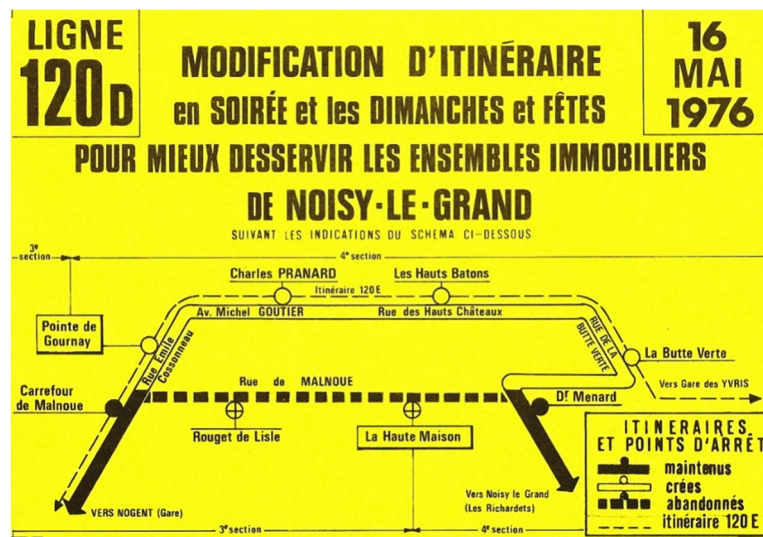 LIGNE
120D
MODIFICATION D'ITINÉRAIRE
en SOIRÉE et les DIMANCHES et FÊTES
16
MAI
1976
POUR MIEUX DESSERVIR LES ENSEMBLES IMMOBILIERS
DE NOISY-LE-GRAND
SUIVANT LES INDICATIONS DU SCHEMA CI-DESSOUS
3e
section
4e section
Charles PRANARD
Les Hauts Batons
Itinéraire 120E
Av. Michel GOUTIER
Rue des Hauts Châteaux
Pointe de
Gournay
Rue Emile
Cossonneau
RUE DE LA
BUTTE VERTE
La Butte Verte
Vers Gare des YVRIS
Carrefour
de Malnoue
Rue de MALNOUE
Dr Menard
Rouget de Lisle
La Haute Maison
VERS NOGENT (Gare)
Vers Noisy le Grand
(Les Richardets)
3e section
4e section
ITINERAIRES
ET POINTS D'ARRÊT
maintenus
crées
abandonnés
itinéraire 120 E